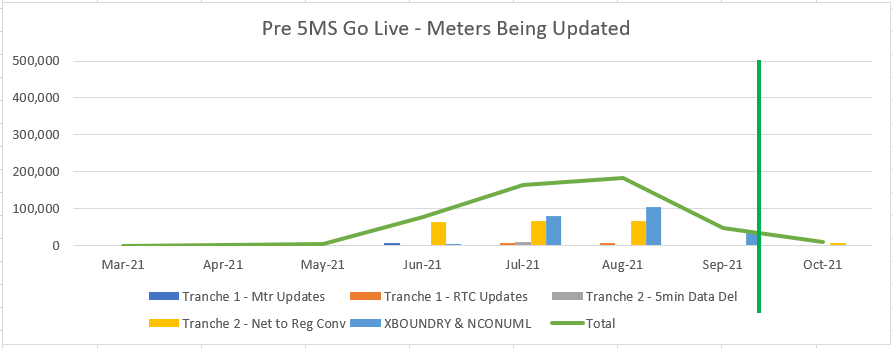 Pre 5MS Go Live - Meters Being Updated
500,000
400,000
300,000
200,000
100,000
0
Mar-21 Apr-21 May-21 Jun-21 Jul-21 Aug-21 Sep-21 Oct-21
Tranche 1 - Mtr Updates Tranche 1 - RTC Updates Tranche 2 - 5min Data Del
Tranche 2 - Net to Reg Conv XBOUNDRY & NCONUML Total